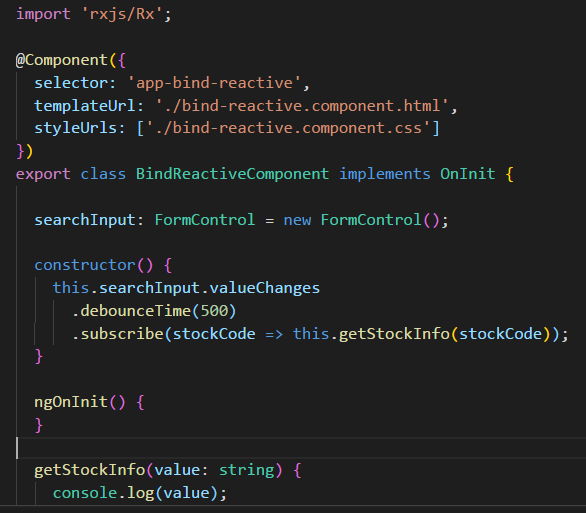 import 'rxjs/Rx';
@Component({
selector: 'app-bind-reactive',
templateUrl: './bind-reactive.component.html',
styleUrls: ['./bind-reactive.component.css']
})
export class BindReactiveComponent implements OnInit {
searchInput: FormControl = new FormControl();
constructor() {
this.searchInput.valueChanges
.debounceTime(500)
.subscribe(stockCode => this.getStockInfo(stockCode));
}
ngOnInit() {
}
getStockInfo(value: string) {
console.log(value);